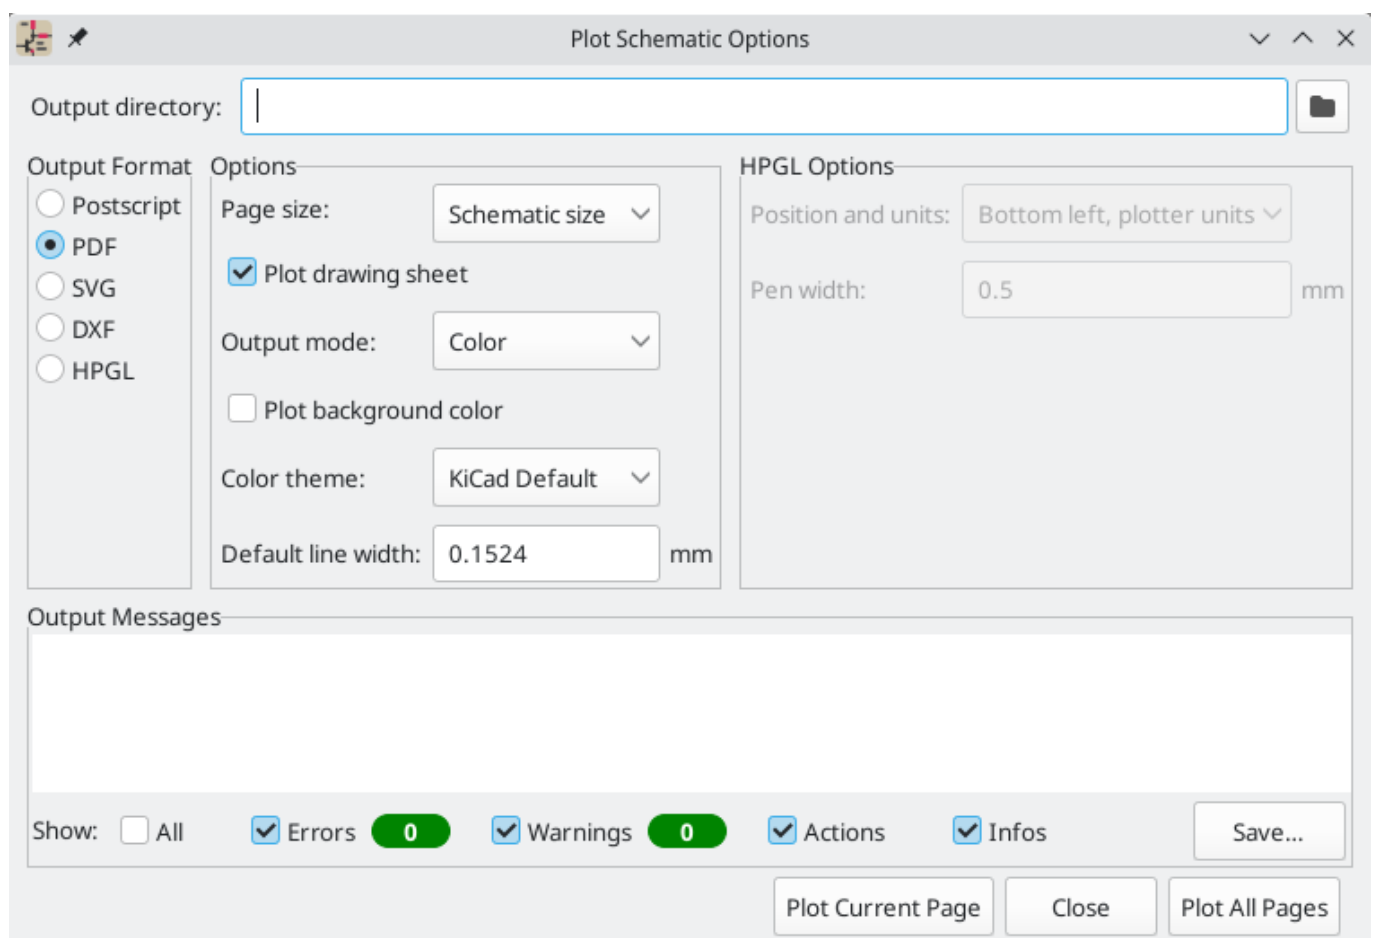 Plot Schematic Options
Output directory:
Output Format
Postscript
PDF
SVG
DXF
HPGL
Options
Page size: Schematic size
Plot drawing sheet
Output mode: Color
Plot background color
Color theme: KiCad Default
Default line width: 0.1524 mm
HPGL Options
Position and units: Bottom left, plotter units
Pen width: 0.5 mm
Output Messages
Show: All Errors 0 Warnings 0 Actions Infos Save...
Plot Current Page Close Plot All Pages